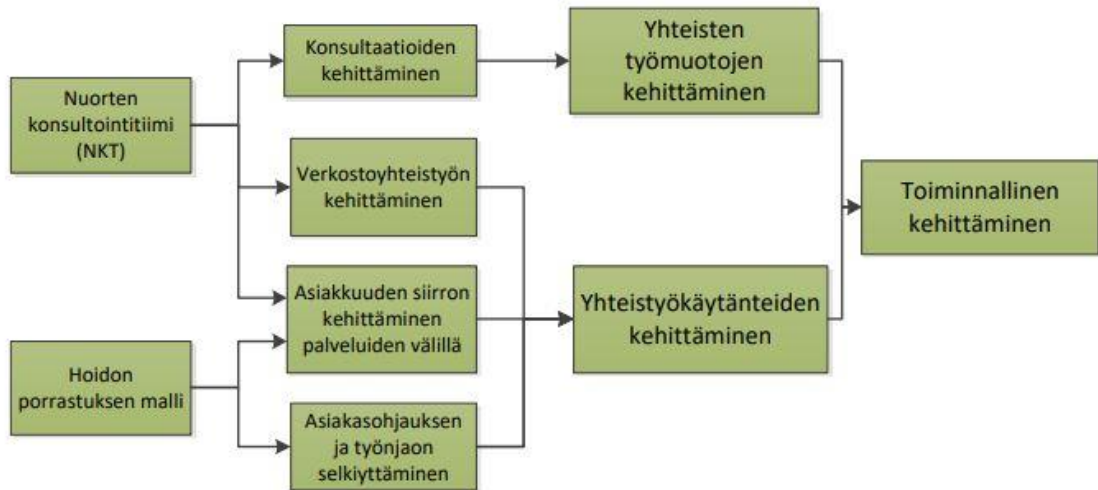 Nuorten
konsultointitiimi
(NKT)
Hoidon
porrastuksen malli
Konsultaatioiden
kehittäminen
Verkostoyhteistyön
kehittäminen
Asiakkuuden siirron
kehittäminen
palveluiden välillä
Asiakasohjauksen
ja työnjaon
selkiyttäminen
Yhteisten
työmuotojen
kehittäminen
Yhteistyökäytänteiden
kehittäminen
Toiminnallinen
kehittäminen